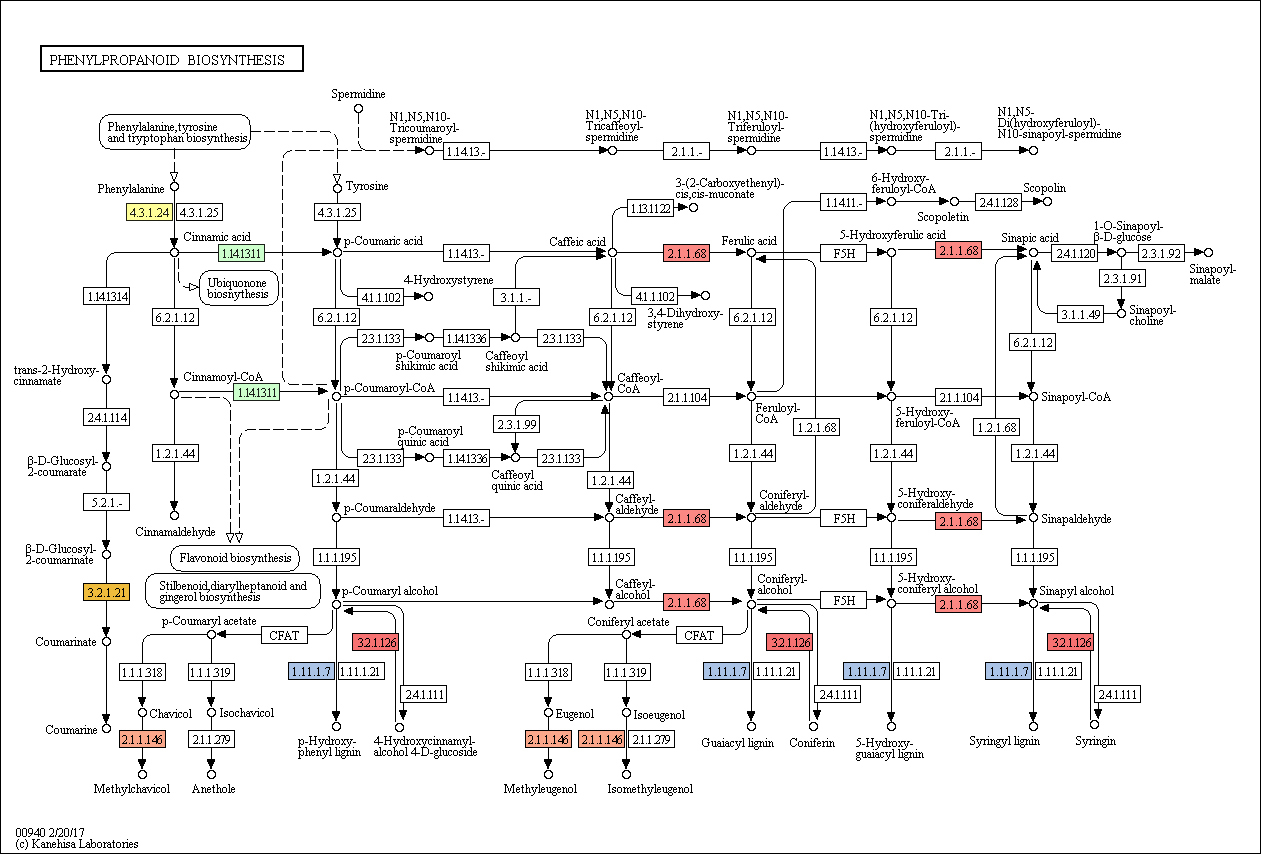 PHENYLPROPANOID BIOSYNTHESIS
Spermidine
N1,N5,N10-
Tricoumaroyl-
spermidine
N1,N5,N10-
Tricaffeoyl-
spermidine
N1,N5,N10-
Triferuloyl-
spermidine
N1,N5,N10-Tri-
(hydroxyferuloyl)-
spermidine
N1,N5-
Di(hydroxyferuloyl)-
N10-sinapoyl-spermidine
Phenylalanine,tyrosine
and tryptophan biosynthesis
1.14.13.-
2.1.1.-
1.14.13.-
2.1.1.-
Phenylalanine
Tyrosine
3-(2-Carboxyethenyl)-
cis,cis-muconate
6-Hydroxy-
feruloyl-CoA
Scopolin
1.14.11.-
2.4.1.128
Scopoletin
4.3.1.24
4.3.1.25
4.3.1.25
1.13.11.22
Cinnamic acid
p-Coumaric acid
Caffeic acid
Ferulic acid
5-Hydroxyferulic acid
Sinapic acid
1-O-Sinapoyl-
β-D-glucose
1.14.13.11
1.14.13.-
2.1.1.68
F5H
2.1.1.68
2.4.1.120
2.3.1.92
Sinapoyl-
malate
Ubiquonone
biosnythesis
4-Hydroxystyrene
2.3.1.91
1.14.13.14
4.1.1.102
3.1.1.-
4.1.1.102
3,4-Dihydroxy-
styrene
3.1.1.49
Sinapoyl-
choline
6.2.1.12
6.2.1.12
6.2.1.12
6.2.1.12
6.2.1.12
6.2.1.12
2.3.1.133
1.14.13.36
2.3.1.133
p-Coumaroyl
shikimic acid
Caffeoyl
shikimic acid
trans-2-Hydroxy-
cinnamate
Cinnamoyl-CoA
p-Coumaroyl-CoA
Caffeoyl-
CoA
1.14.13.11
1.14.13.-
2.1.1.104
2.1.1.104
Sinapoyl-CoA
Feruloyl-
CoA
5-Hydroxy-
feruloyl-CoA
2.4.1.114
2.3.1.99
1.2.1.68
1.2.1.68
p-Coumaroyl
quinic acid
1.2.1.44
2.3.1.133
1.14.13.36
2.3.1.133
1.2.1.44
1.2.1.44
1.2.1.44
β-D-Glucosyl-
2-coumarate
Caffeoyl
quinic acid
1.2.1.44
1.2.1.44
5.2.1.-
Cinnamaldehyde
p-Coumaraldehyde
Caffeyl-
aldehyde
Coniferyl-
aldehyde
5-Hydroxy-
coniferaldehyde
Sinapaldehyde
1.14.13.-
2.1.1.68
F5H
2.1.1.68
β-D-Glucosyl-
2-coumarinate
Flavonoid biosynthesis
1.1.1.195
1.1.1.195
1.1.1.195
1.1.1.195
1.1.1.195
3.2.1.21
Stilbenoid,diarylheptanoid and
gingerol biosynthesis
p-Coumaryl alcohol
Caffeyl-
alcohol
Coniferyl-
alcohol
5-Hydroxy-
coniferyl alcohol
Sinapyl alcohol
2.1.1.68
F5H
2.1.1.68
p-Coumaryl acetate
Coniferyl acetate
Coumarinate
CFAT
3.2.1.126
CFAT
3.2.1.126
3.2.1.126
1.1.1.318
1.1.1.319
1.11.1.7
1.11.1.21
1.1.1.318
1.1.1.319
1.11.1.7
1.11.1.21
1.11.1.7
1.11.1.21
1.11.1.7
1.11.1.21
2.4.1.111
2.4.1.111
2.4.1.111
Chavicol
Isochavicol
Eugenol
Isoeugenol
Coumarine
2.1.1.146
2.1.1.279
2.1.1.146
2.1.1.146
2.1.1.279
p-Hydroxy-
phenyl lignin
4-Hydroxycinnamyl-
alcohol 4-D-glucoside
Guaiacyl lignin
Coniferin
5-Hydroxy-
guaiacyl lignin
Syringyl lignin
Syringin
Methylchavicol
Anethole
Methyleugenol
Isomethyleugenol
00940 2/20/17
(c) Kanehisa Laboratories